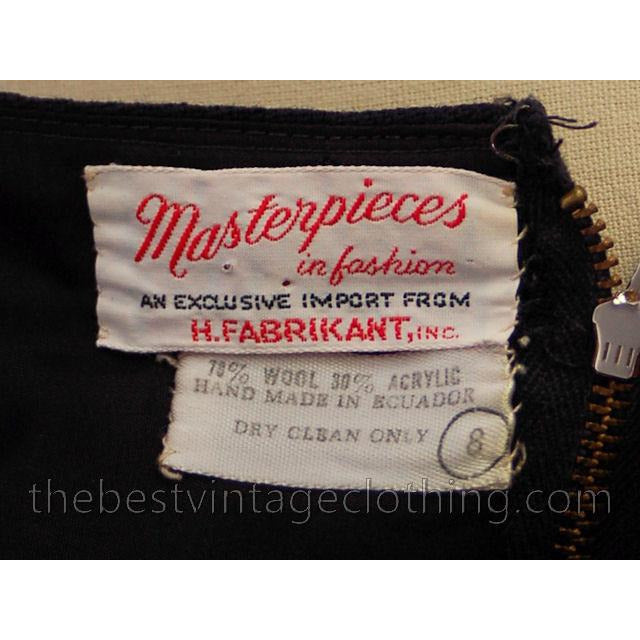 Masterpieces
in fashion
AN EXCLUSIVE IMPORT FROM
H.FABRIKANT, INC.
70% WOOL 30% ACRYLIC
HAND MADE IN ECUADOR
DRY CLEAN ONLY 8
thebestvintageclothing.com